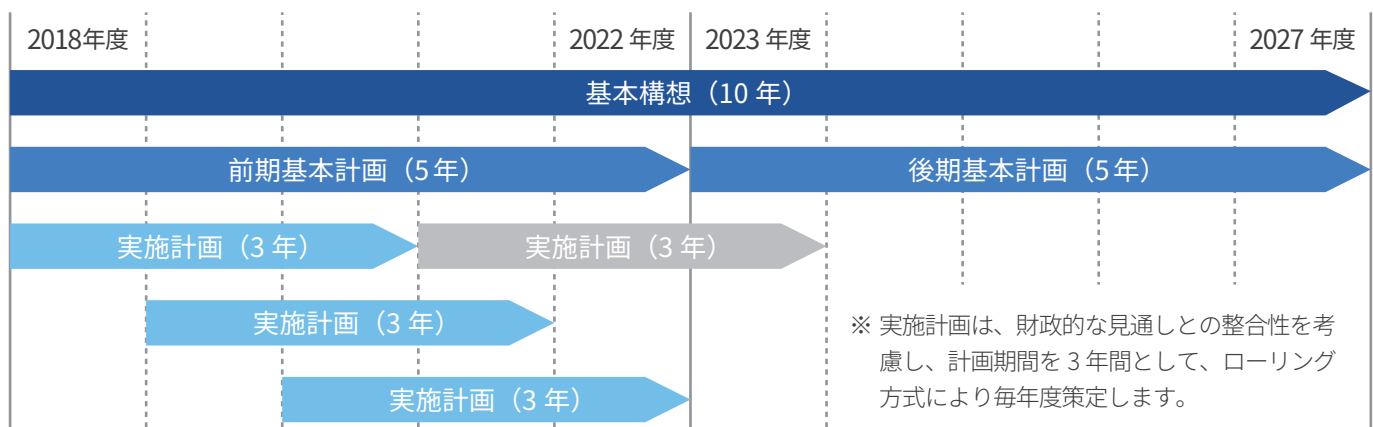 2018年度
2022 年度
2023 年度
2027 年度
基本構想（10 年）
前期基本計画（5 年）
後期基本計画（5 年）
実施計画（3 年）
実施計画（3 年）
実施計画（3 年）
実施計画（3 年）
※ 実施計画は、財政的な見通しとの整合性を考
慮し、計画期間を 3 年間として、ローリング
方式により毎年度策定します。